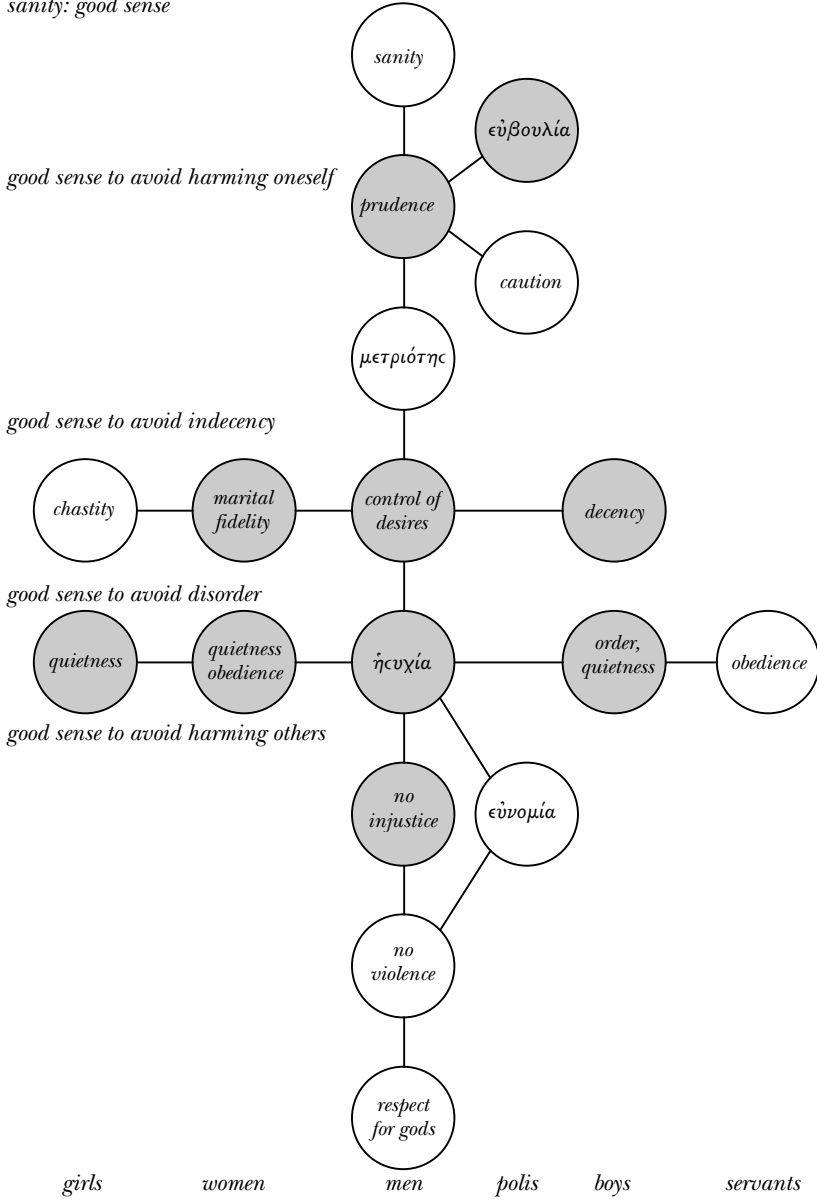 sanity: good sense
sanity
εὐβουλία
good sense to avoid harming oneself
prudence
caution
μετριότηϲ
good sense to avoid indecency
chastity
marital
fidelity
control of
desires
decency
good sense to avoid disorder
quietness
quietness
obedience
ἡϲυχία
order,
quietness
obedience
good sense to avoid harming others
no
injustice
εὐνομία
no
violence
respect
for gods
girls women men polis boys servants